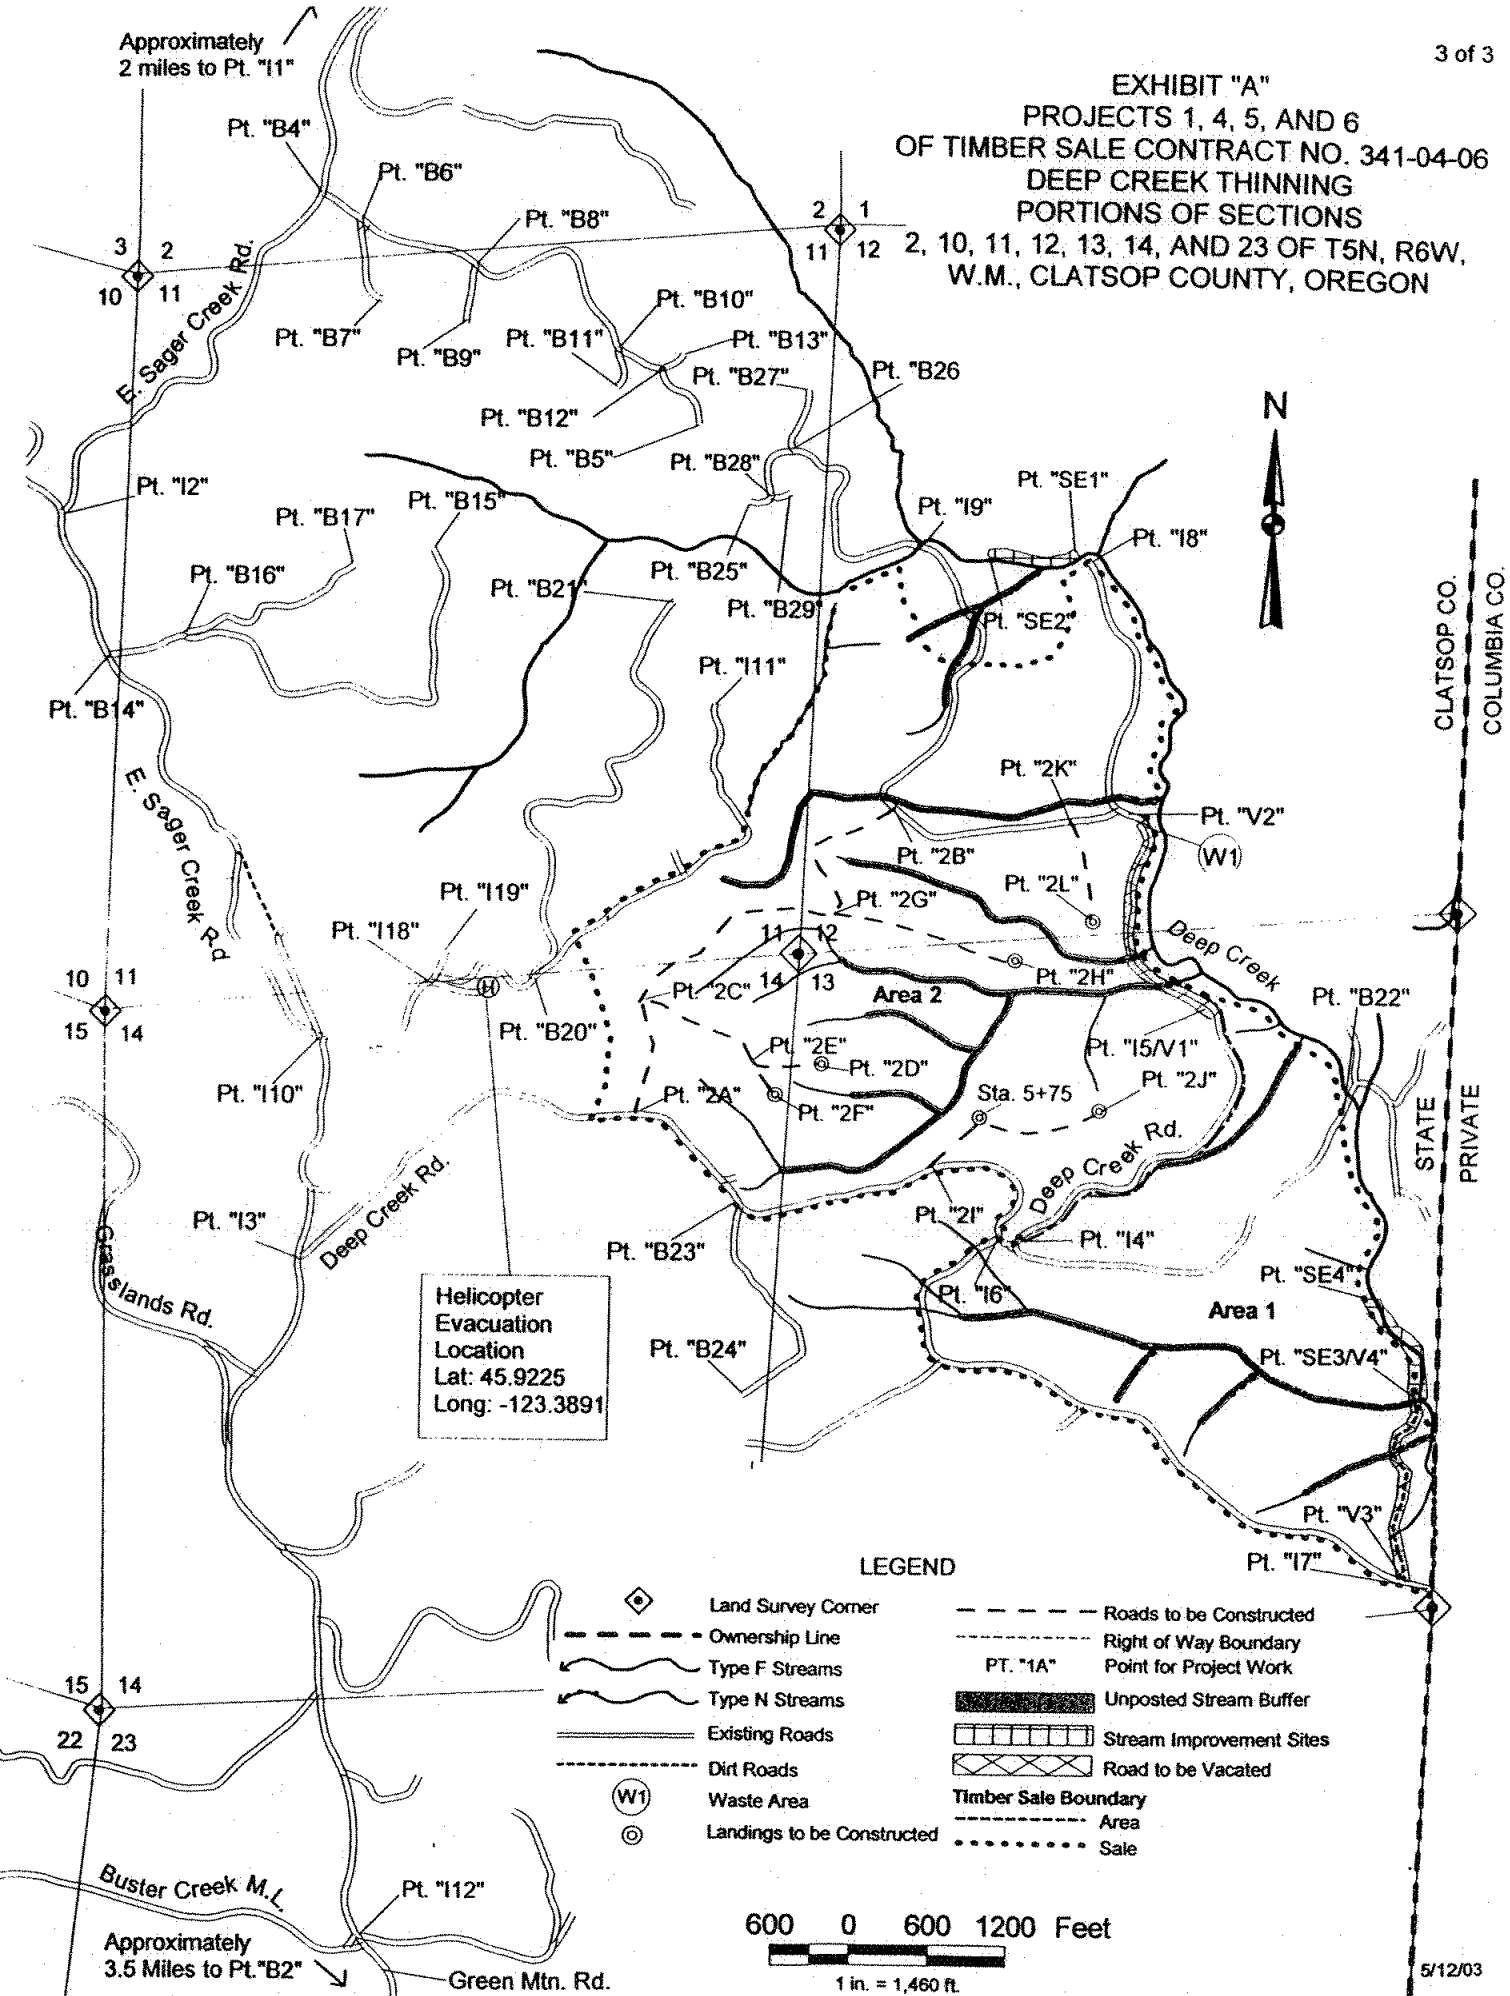 Approximately
2 miles to Pt. "I1"
3 of 3
EXHIBIT "A"
PROJECTS 1, 4, 5, AND 6
OF TIMBER SALE CONTRACT NO. 341-04-06
DEEP CREEK THINNING
PORTIONS OF SECTIONS
2, 10, 11, 12, 13, 14, AND 23 OF T5N, R6W,
W.M., CLATSOP COUNTY, OREGON
Pt. "B4"
Pt. "B6"
Pt. "B8"
3 2
10 11
2 1
11 12
E. Sager Creek Rd.
Pt. "B7"
Pt. "B9"
Pt. "B10"
Pt. "B11"
Pt. "B13"
Pt. "B27"
Pt. "B26
Pt. "B12"
Pt. "B5"
Pt. "B28"
N
Pt. "I2"
Pt. "B17"
Pt. "B15"
Pt. "SE1"
Pt. "I9"
Pt. "I8"
Pt. "B16"
Pt. "B21"
Pt. "B25"
Pt. "B29"
Pt. "SE2"
CLATSOP CO.
COLUMBIA CO.
Pt. "I11"
Pt. "B14"
E. Sager Creek Rd
Pt. "2K"
Pt. "V2"
W1
Pt. "2B"
Pt. "2L"
Pt. "I19"
Pt. "2G"
Pt. "I18"
11 12
14 13
Deep Creek
10 11
15 14
H
Pt. "2C"
Area 2
Pt. "2H"
Pt. "B22"
Pt. "B20"
Pt. "2E"
Pt. "2D"
Pt. "I5/V1"
Pt. "I10"
Pt. "2A"
Pt. "2F"
Sta. 5+75
Pt. "2J"
STATE
PRIVATE
Deep Creek Rd.
Deep Creek Rd.
Pt. "I3"
Pt. "2I"
Pt. "B23"
Pt. "I4"
Grasslands Rd.
Pt. "SE4"
Helicopter
Evacuation
Location
Lat: 45.9225
Long: -123.3891
Pt. "I6"
Area 1
Pt. "B24"
Pt. "SE3/V4"
Pt. "V3"
Pt. "I7"
LEGEND
Land Survey Corner
Ownership Line
Type F Streams
Type N Streams
Existing Roads
Dirt Roads
W1 Waste Area
Landings to be Constructed
Roads to be Constructed
Right of Way Boundary
PT. "1A" Point for Project Work
Unposted Stream Buffer
Stream Improvement Sites
Road to be Vacated
Timber Sale Boundary
Area
Sale
15 14
22 23
Buster Creek M.L.
Pt. "I12"
Approximately
3.5 Miles to Pt."B2"
Green Mtn. Rd.
600 0 600 1200 Feet
1 in. = 1,460 ft.
5/12/03